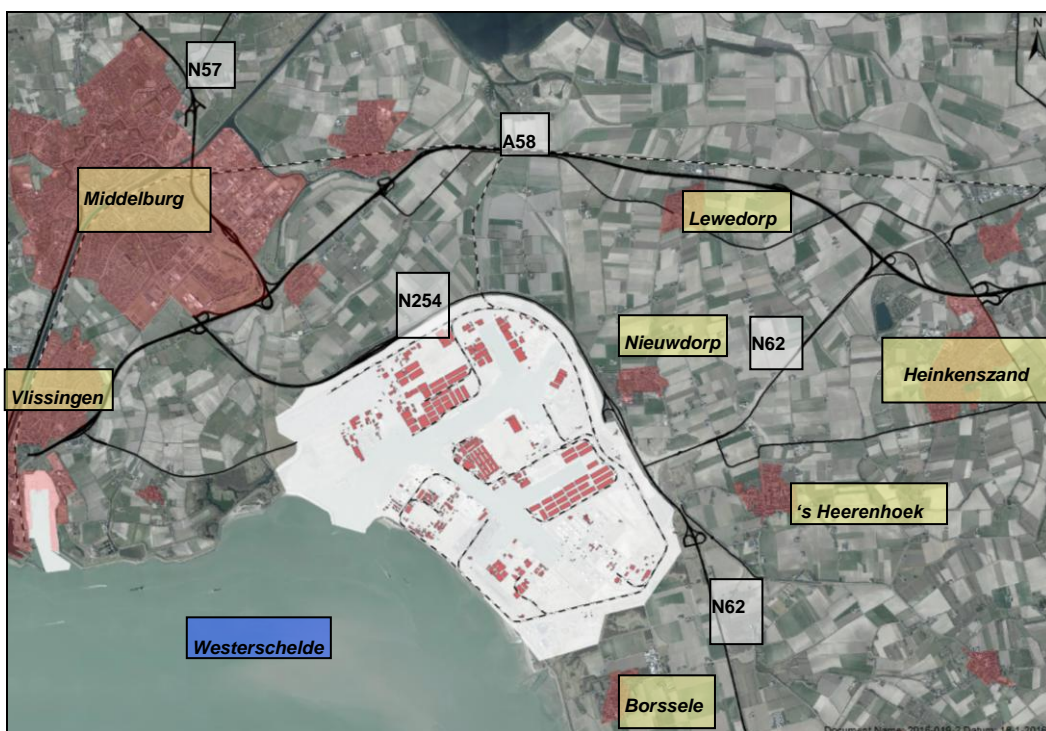 N57
N
A58
Middelburg
Lewedorp
N254
Nieuwdorp
N62
Heinkenszand
Vlissingen
‘s Heerenhoek
N62
Westerschelde
Borssele